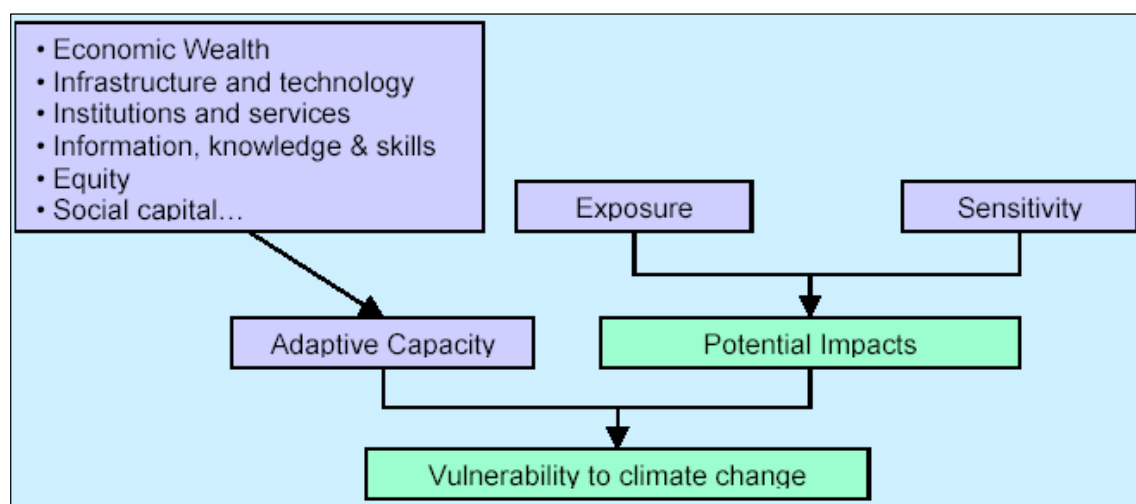 • Economic Wealth
• Infrastructure and technology
• Institutions and services
• Information, knowledge & skills
• Equity
• Social capital...
Exposure
Sensitivity
Adaptive Capacity
Potential Impacts
Vulnerability to climate change